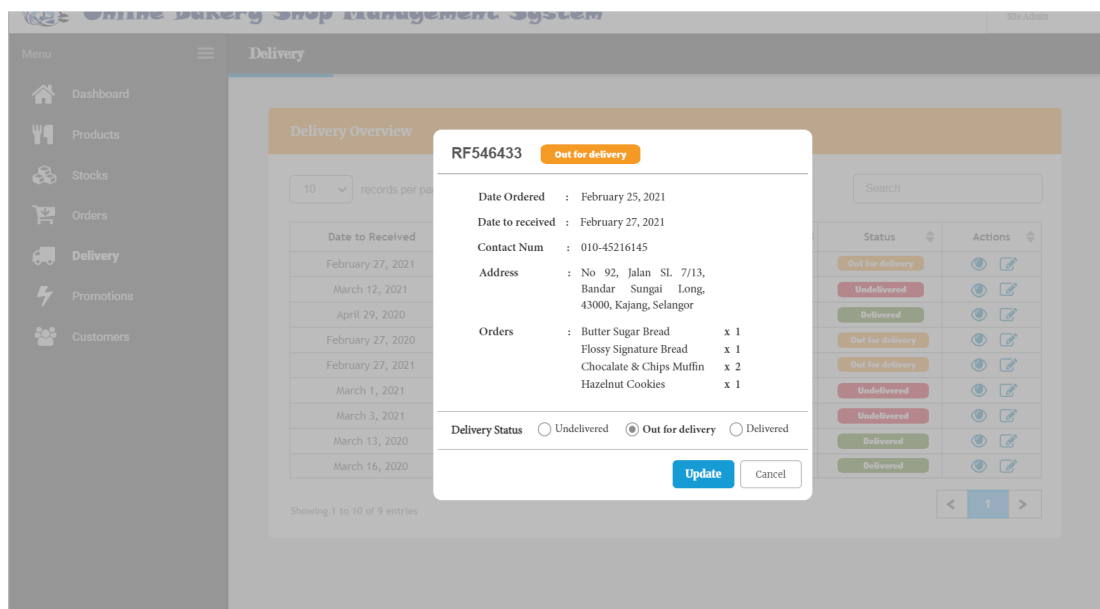 Online Bakery Shop Management System
Site Admin
Menu
Delivery
Dashboard
Products
Stocks
Orders
Delivery
Promotions
Customers
Delivery Overview
10 records per
Search
Date to Received Status Actions
February 27, 2021 Out for delivery
March 12, 2021 Undelivered
April 29, 2020 Delivered
February 27, 2020 Out for delivery
February 27, 2021 Out for delivery
March 1, 2021 Undelivered
March 3, 2021 Undelivered
March 13, 2020 Delivered
March 16, 2020 Delivered
Showing 1 to 10 of 9 entries
< 1 >
RF546433 Out for delivery
Date Ordered : February 25, 2021
Date to received : February 27, 2021
Contact Num : 010-45216145
Address : No 92, Jalan SL 7/13,
Bandar Sungai Long,
43000, Kajang, Selangor
Orders : Butter Sugar Bread x 1
Flossy Signature Bread x 1
Chocalate & Chips Muffin x 2
Hazelnut Cookies x 1
Delivery Status Undelivered Out for delivery Delivered
Update Cancel